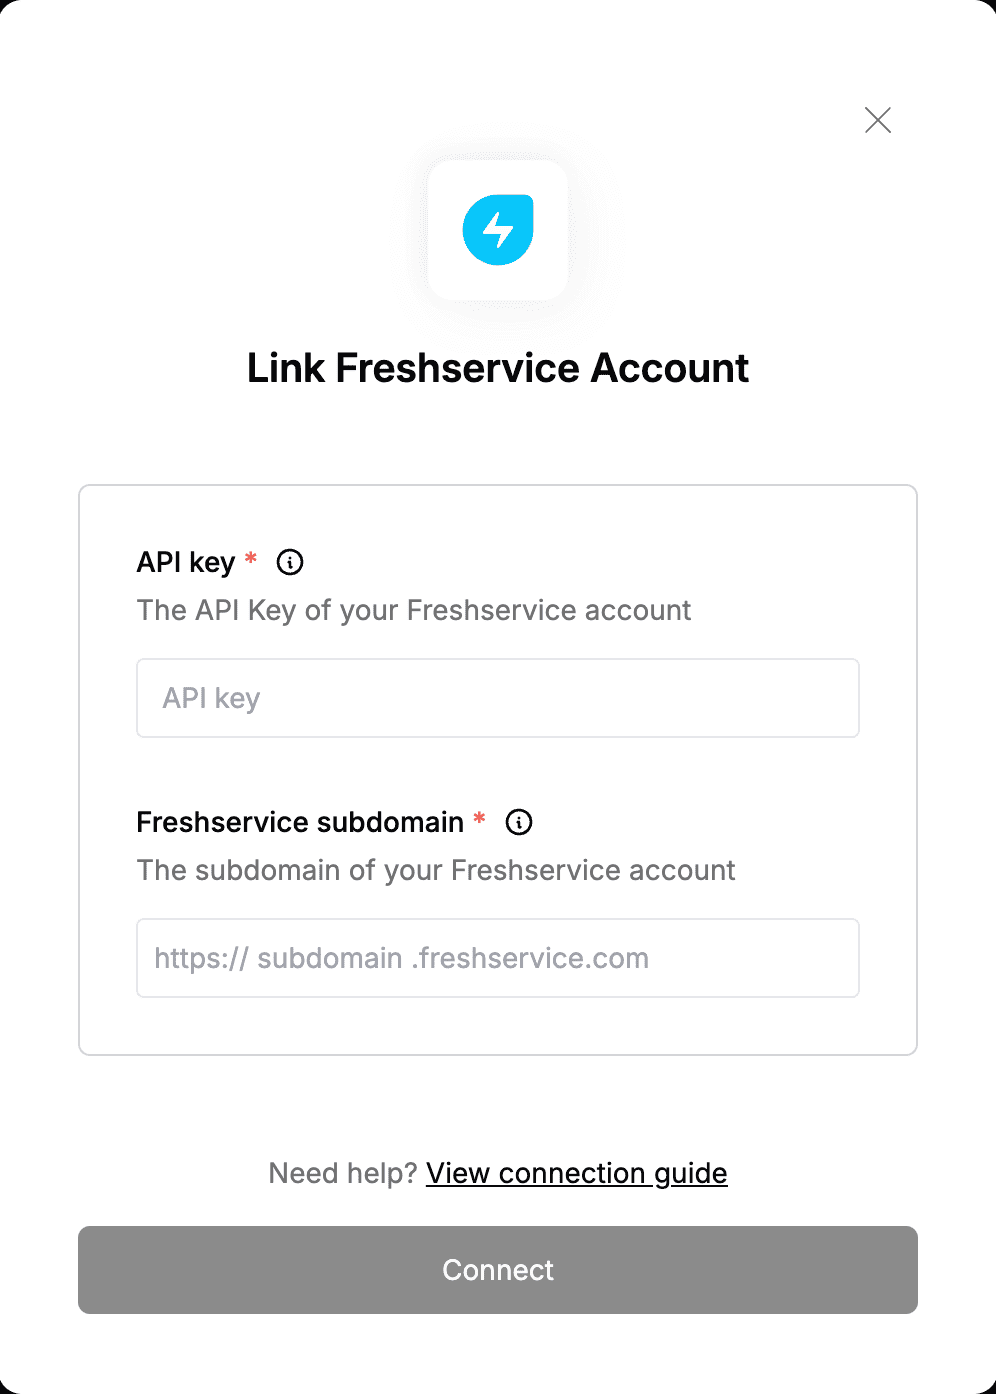 Link Freshservice Account
API key *
The API Key of your Freshservice account
API key
Freshservice subdomain *
The subdomain of your Freshservice account
https:// subdomain .freshservice.com
Need help? View connection guide
Connect